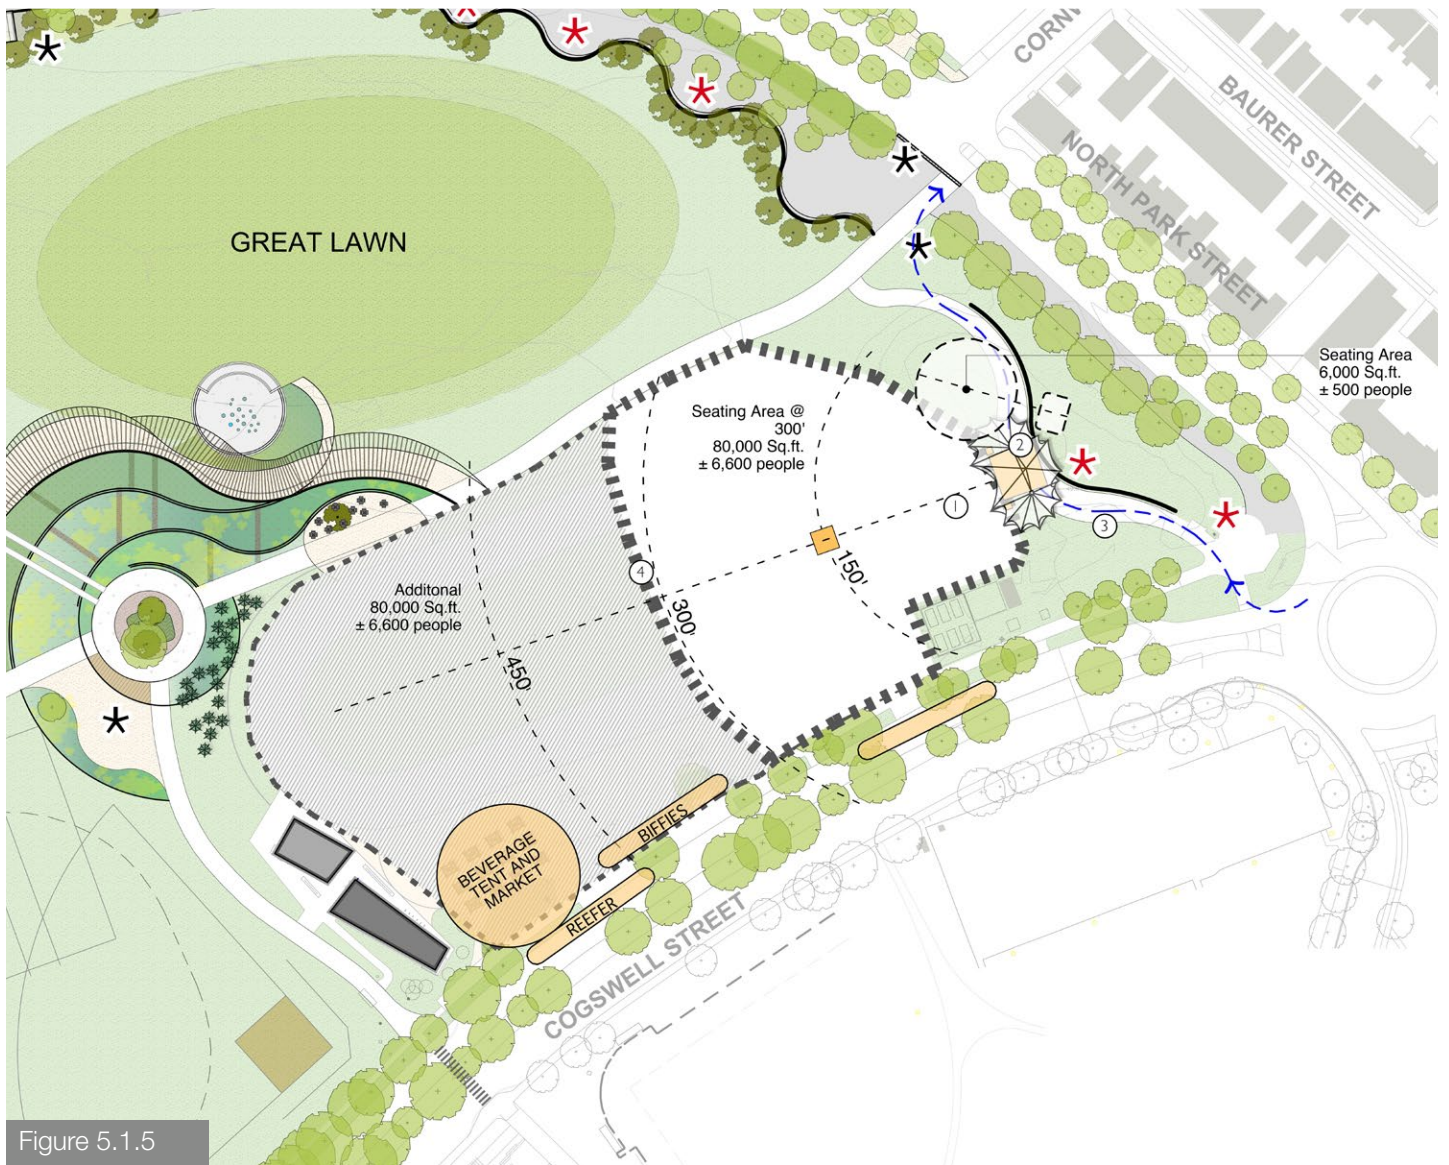 CORNW
BAURER STREET
NORTH PARK STREET
GREAT LAWN
Seating Area
6,000 Sq.ft.
± 500 people
Seating Area @
300'
80,000 Sq.ft.
± 6,600 people
2
1
3
4
150'
300'
450'
Additonal
80,000 Sq.ft.
± 6,600 people
BEVERAGE
TENT AND
MARKET
BIFFIES
REEFER
COGSWELL STREET
Figure 5.1.5